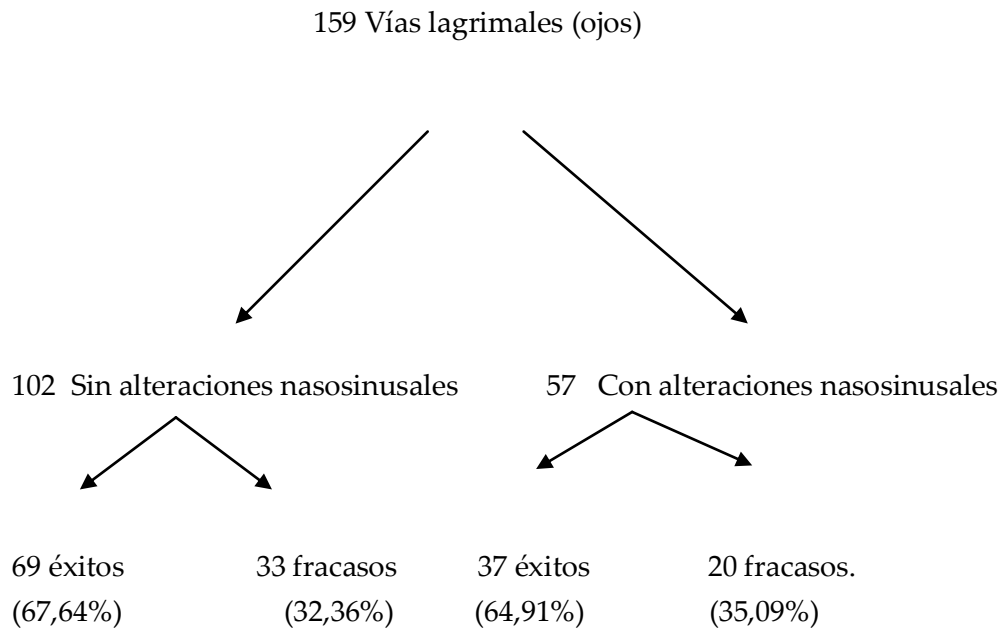 159 Vías lagrimales (ojos)
102 Sin alteraciones nasosinusales 57 Con alteraciones nasosinusales
69 éxitos 33 fracasos 37 éxitos 20 fracasos.
(67,64%) (32,36%) (64,91%) (35,09%)